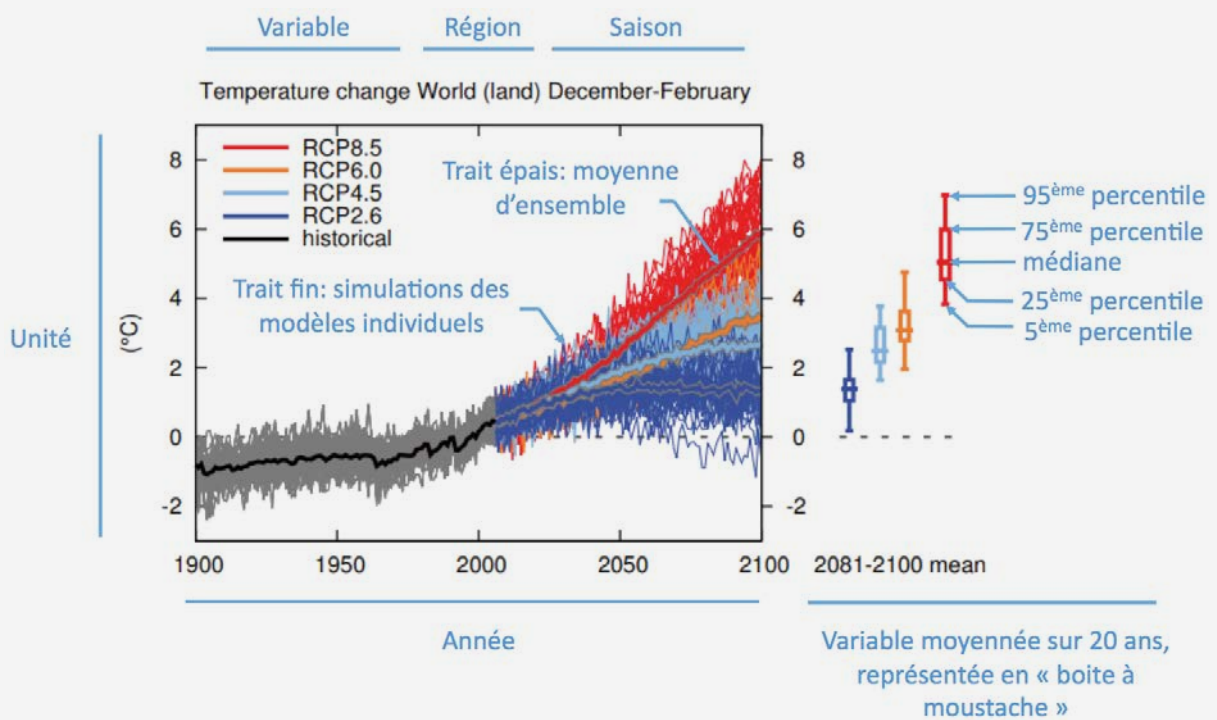 Variable
Région
Saison
Temperature change World (land) December-February
RCP8.5
RCP6.0
RCP4.5
RCP2.6
historical
Trait épais: moyenne
d'ensemble
Trait fin: simulations des
modèles individuels
Unité
(°C)
8
6
4
2
0
-2
8
6
4
2
0
-2
95ème percentile
75ème percentile
médiane
25ème percentile
5ème percentile
1900
1950
2000
2050
2100
2081-2100 mean
Année
Variable moyennée sur 20 ans,
représentée en « boite à
moustache »